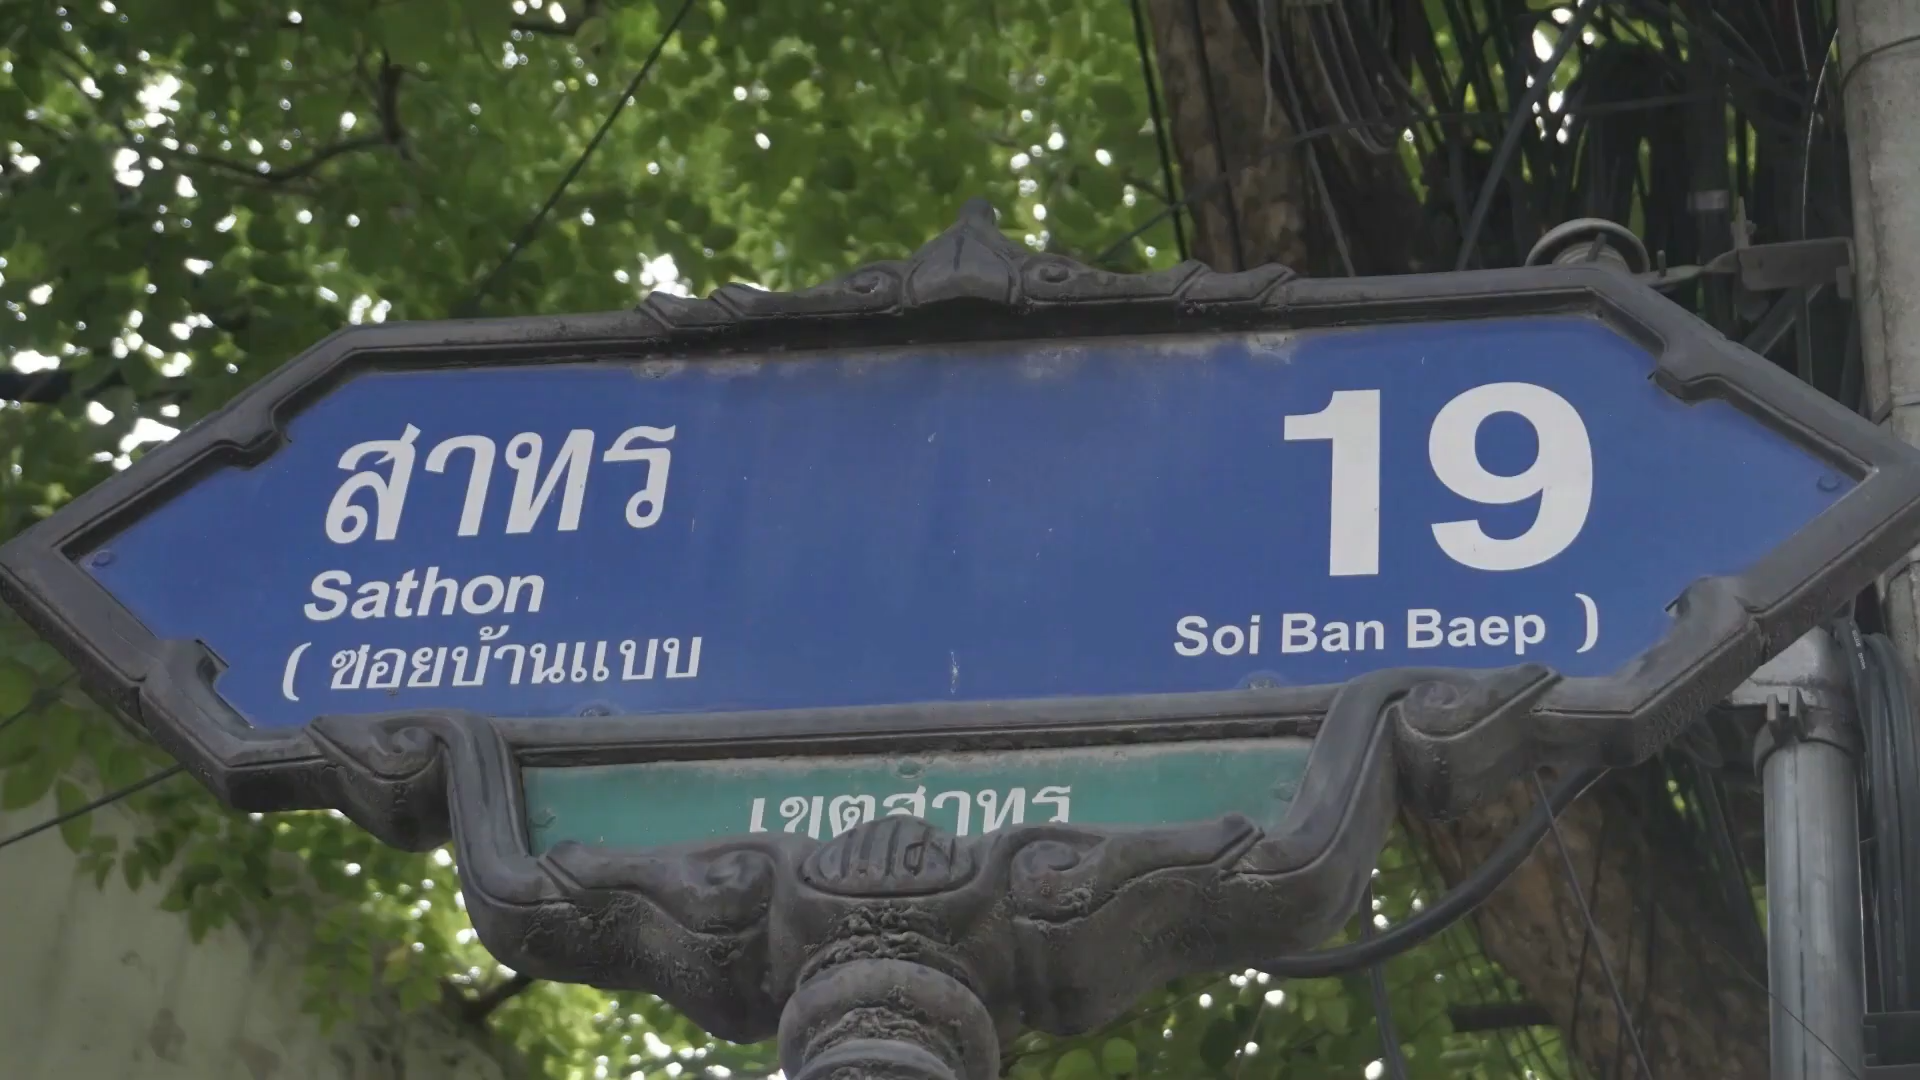 สาทร 19
Sathon
( ซอยบ้านแบบ Soi Ban Baep )
เขตสาทร